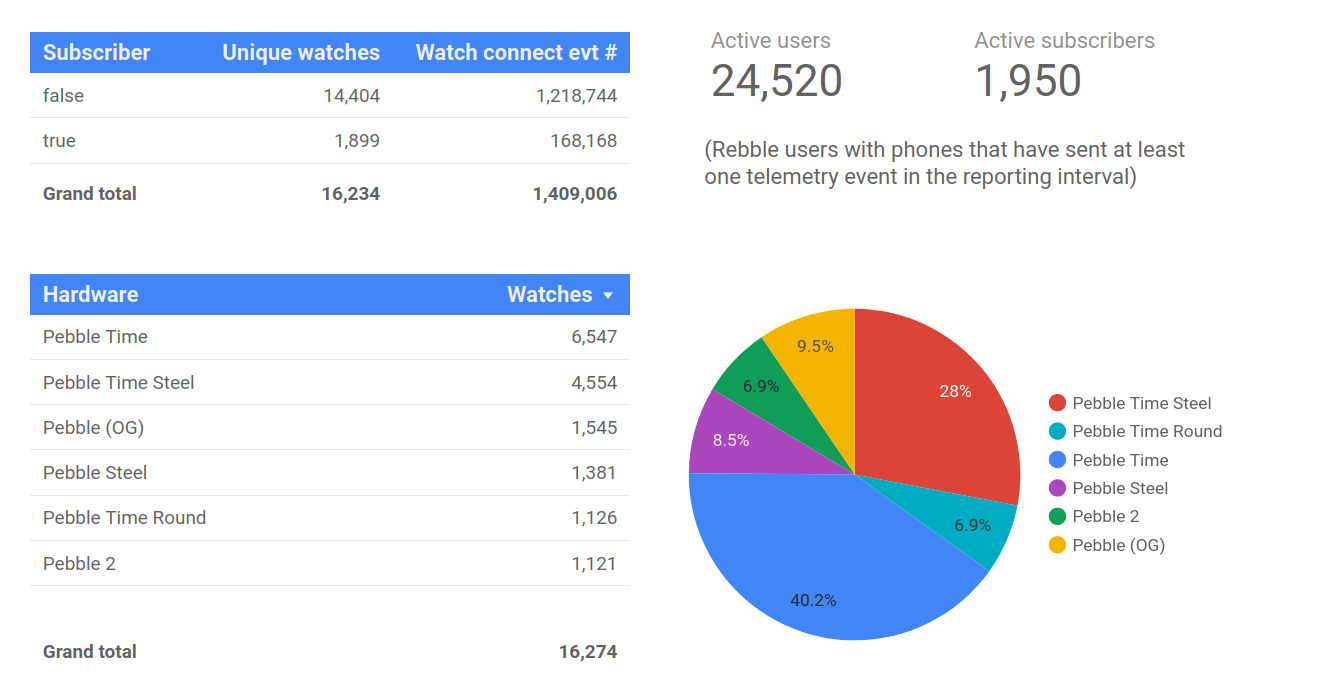 Subscriber Unique watches Watch connect evt #
false 14,404 1,218,744
true 1,899 168,168
Grand total 16,234 1,409,006
Active users Active subscribers
24,520 1,950
(Rebble users with phones that have sent at least
one telemetry event in the reporting interval)
Hardware Watches
Pebble Time 6,547
Pebble Time Steel 4,554
Pebble (OG) 1,545
Pebble Steel 1,381
Pebble Time Round 1,126
Pebble 2 1,121
Grand total 16,274
9.5%
6.9%
28%
8.5%
6.9%
40.2%
Pebble Time Steel
Pebble Time Round
Pebble Time
Pebble Steel
Pebble 2
Pebble (OG)